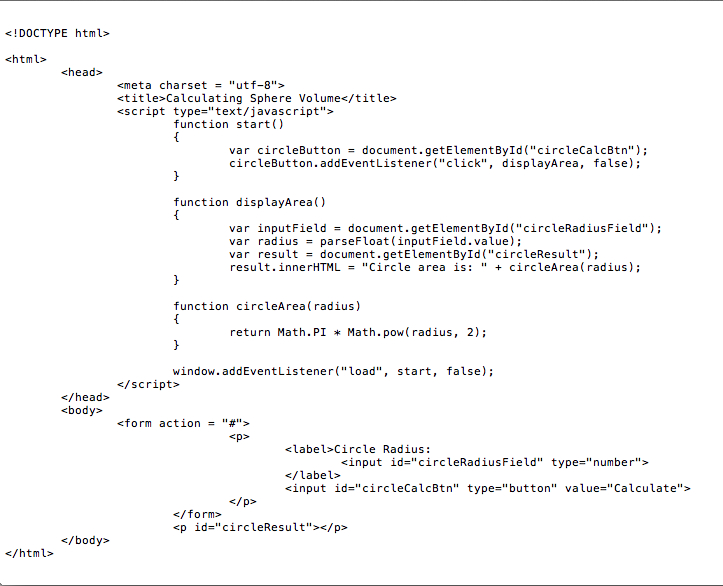 <!DOCTYPE html>
<html>
<head>
<meta charset = "utf-8">
<title>Calculating Sphere Volume</title>
<script type="text/javascript">
function start()
{
var circleButton = document.getElementById("circleCalcBtn");
circleButton.addEventListener("click", displayArea, false);
}
function displayArea()
{
var inputField = document.getElementById("circleRadiusField");
var radius = parseFloat(inputField.value);
var result = document.getElementById("circleResult");
result.innerHTML = "Circle area is: " + circleArea(radius);
}
function circleArea(radius)
{
return Math.PI * Math.pow(radius, 2);
}
window.addEventListener("load", start, false);
</script>
</head>
<body>
<form action = "#">
<p>
<label>Circle Radius:
<input id="circleRadiusField" type="number">
</label>
<input id="circleCalcBtn" type="button" value="Calculate">
</p>
</form>
<p id="circleResult"></p>
</body>
</html>